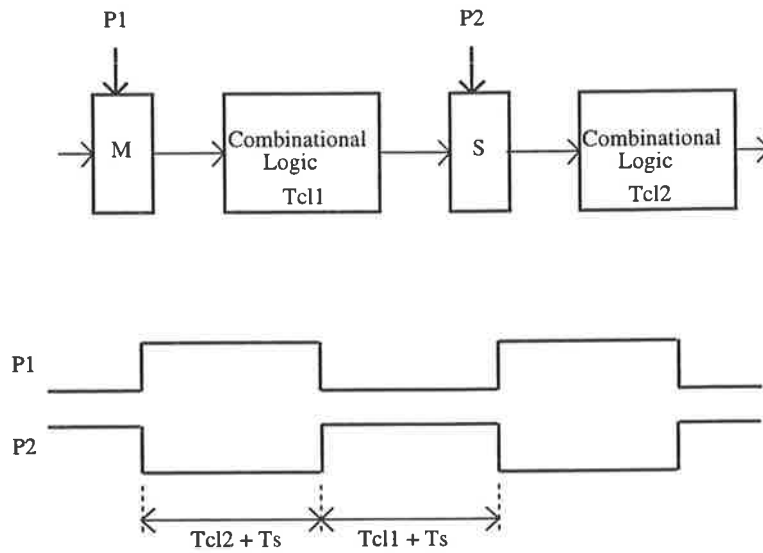 P1
P2
M
Combinational
Logic
Tcl1
S
Combinational
Logic
Tcl2
P1
P2
Tcl2 + Ts
Tcl1 + Ts